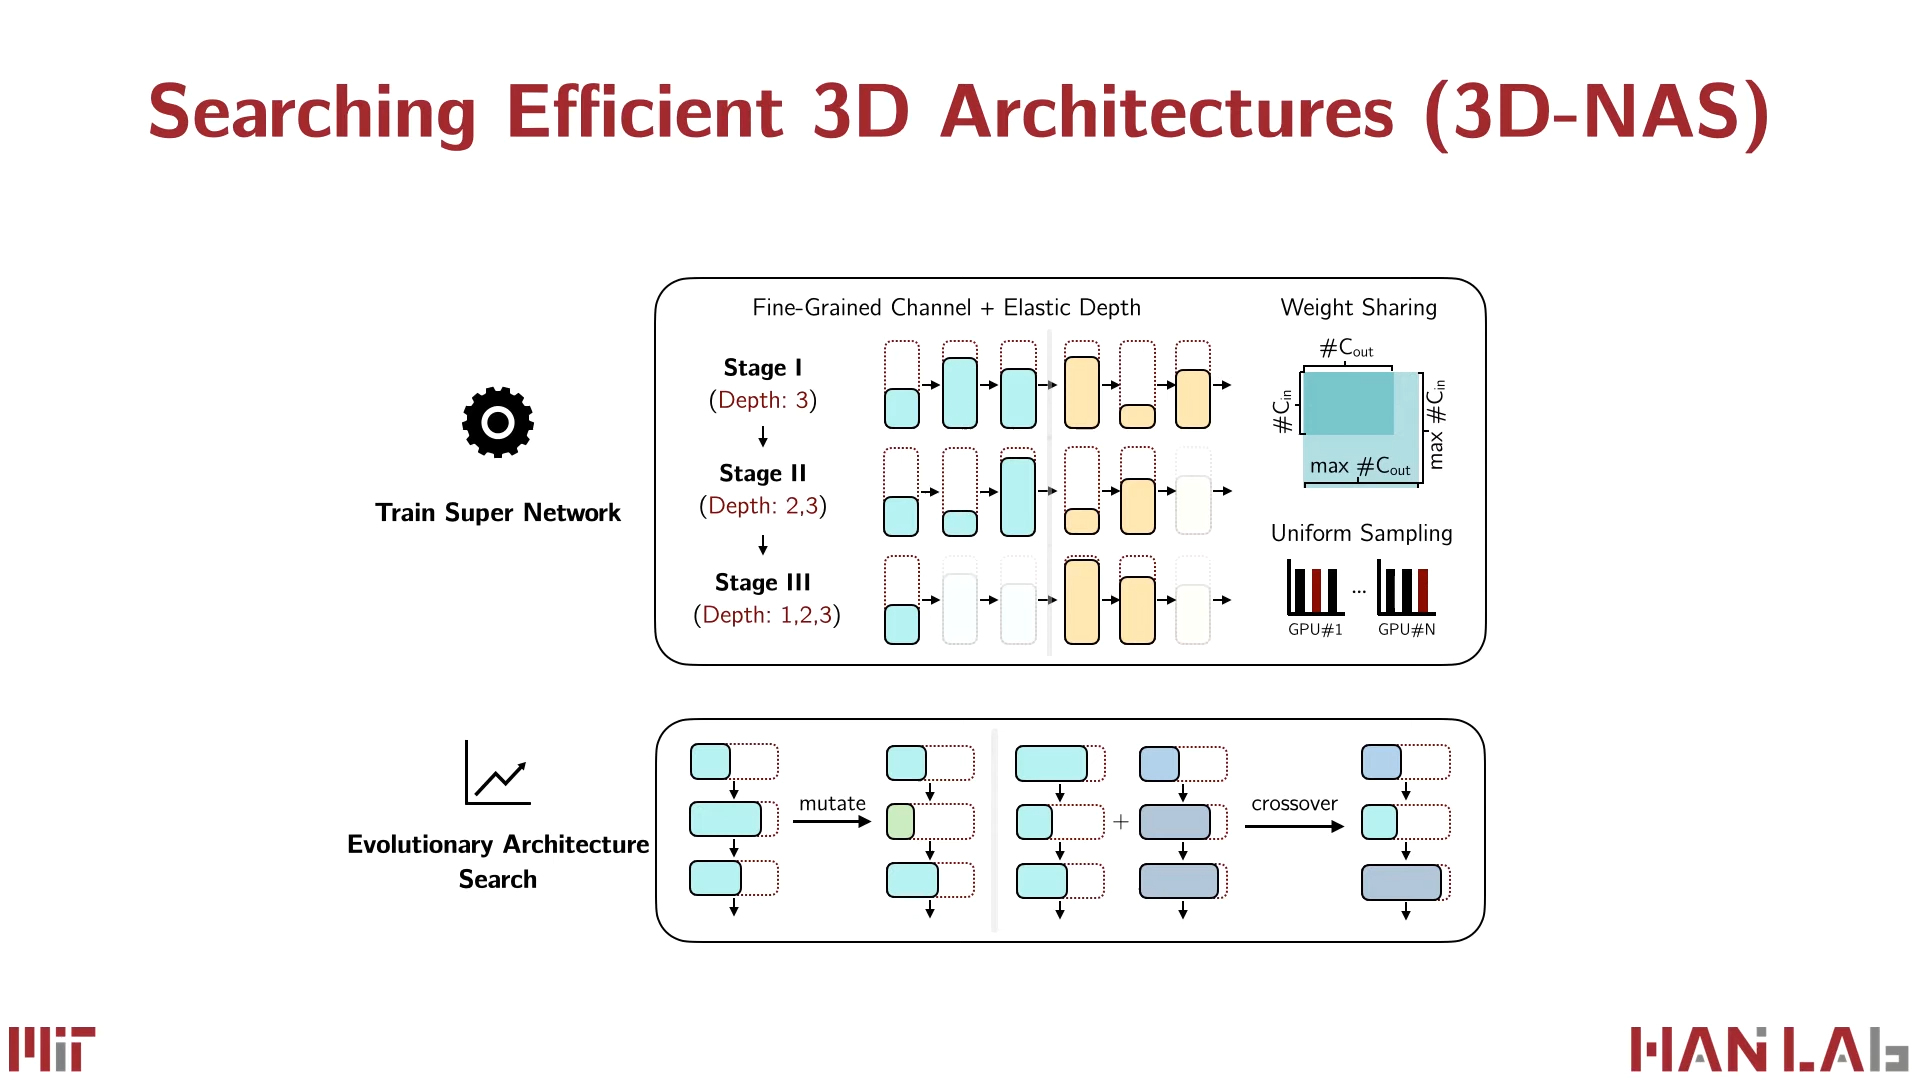 Searching Efficient 3D Architectures (3D-NAS)
Fine-Grained Channel + Elastic Depth
Weight Sharing
Stage I
(Depth: 3)
Stage II
(Depth: 2,3)
Stage III
(Depth: 1,2,3)
#Cout
#Cin
max #Cin
max #Cout
Uniform Sampling
...
GPU#1
GPU#N
Train Super Network
mutate
+
crossover
Evolutionary Architecture
Search
MIT
HAN LAB